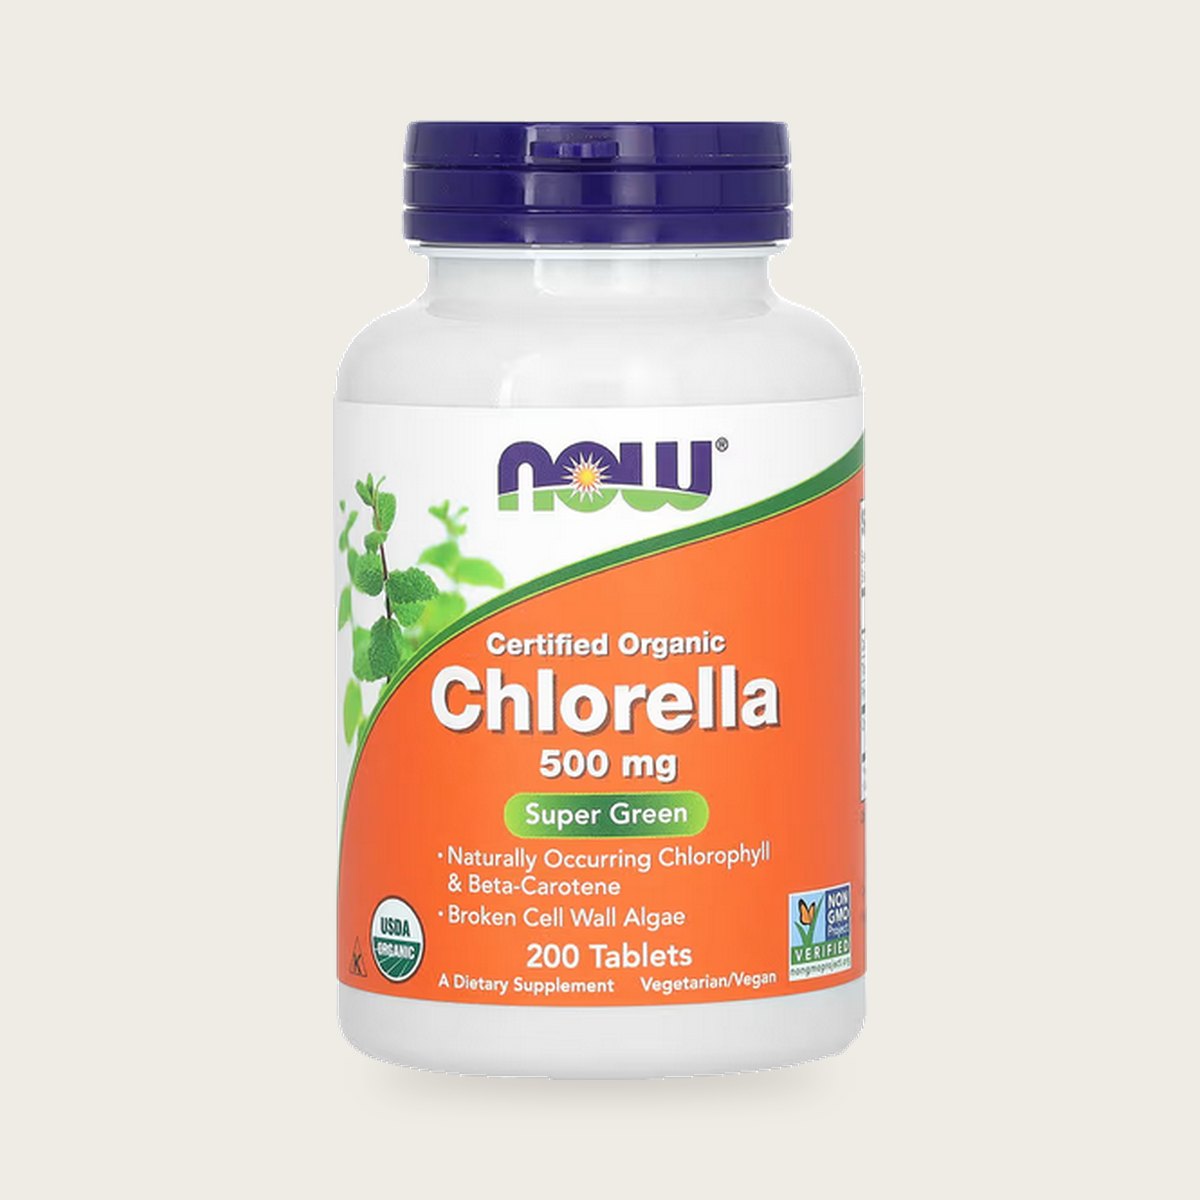 now®
Certified Organic
Chlorella
500 mg
Super Green
· Naturally Occurring Chlorophyll
& Beta-Carotene
· Broken Cell Wall Algae
200 Tablets
A Dietary Supplement Vegetarian/Vegan
USDA
ORGANIC
K
NON
GMO
Project
VERIFIED
nongmoproject.org